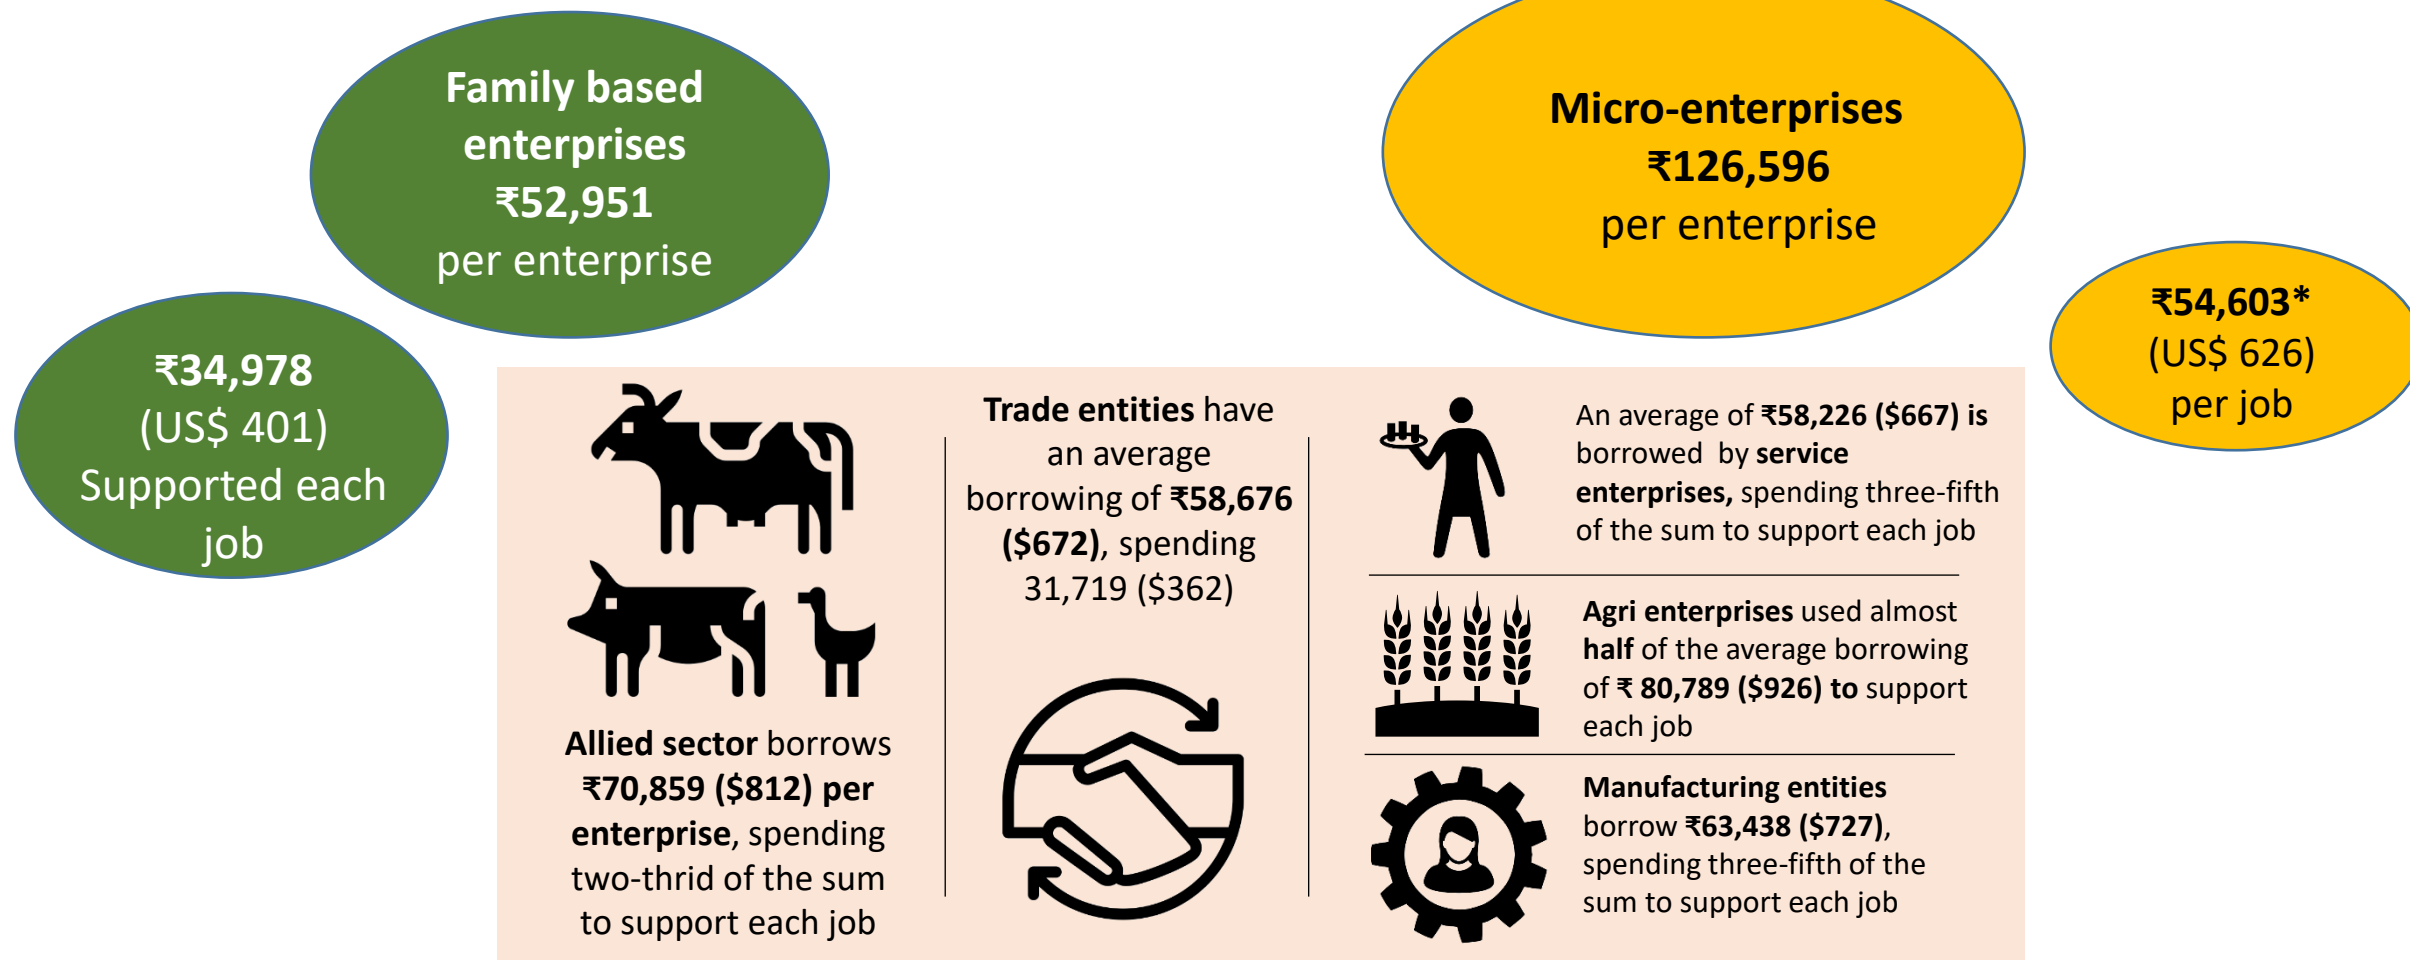 Family based
enterprises
₹52,951
per enterprise
₹34,978
(US$ 401)
Supported each
job
Micro-enterprises
₹126,596
per enterprise
₹54,603*
(US$ 626)
per job
Allied sector borrows
₹70,859 ($812) per
enterprise, spending
two-thrid of the sum
to support each job
Trade entities have
an average
borrowing of ₹58,676
($672), spending
31,719 ($362)
An average of ₹58,226 ($667) is
borrowed by service
enterprises, spending three-fifth
of the sum to support each job
Agri enterprises used almost
half of the average borrowing
of ₹ 80,789 ($926) to support
each job
Manufacturing entities
borrow ₹63,438 ($727),
spending three-fifth of the
sum to support each job